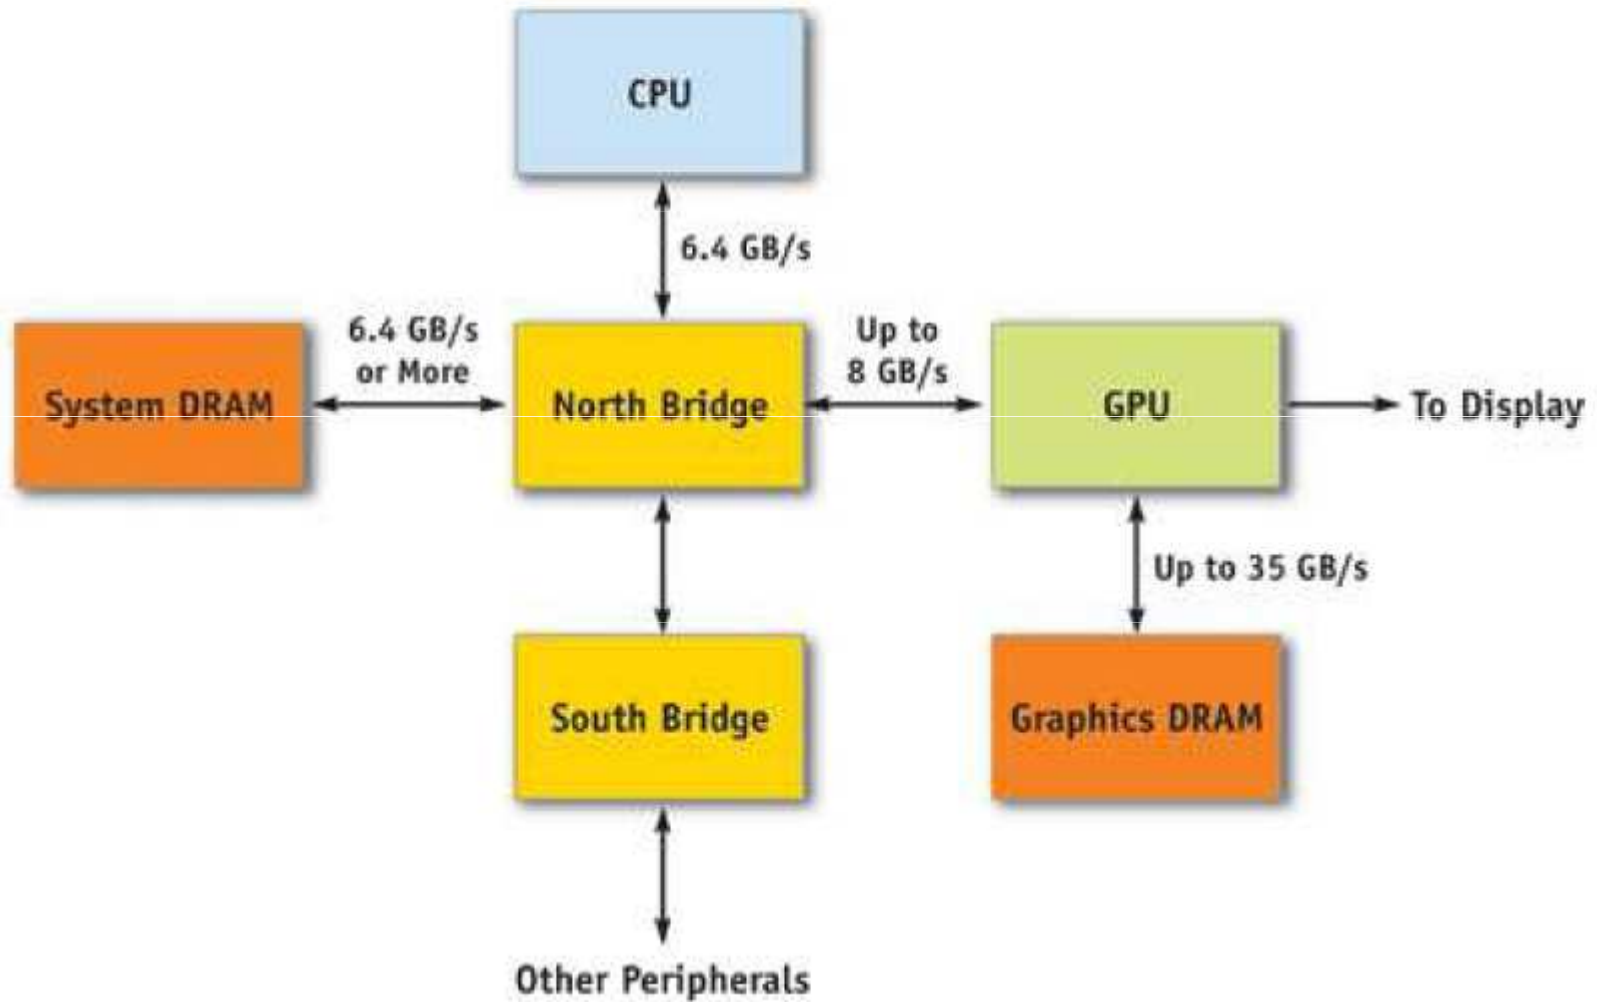 CPU
6.4 GB/s
6.4 GB/s
or More
Up to
8 GB/s
System DRAM
North Bridge
GPU
To Display
Up to 35 GB/s
South Bridge
Graphics DRAM
Other Peripherals